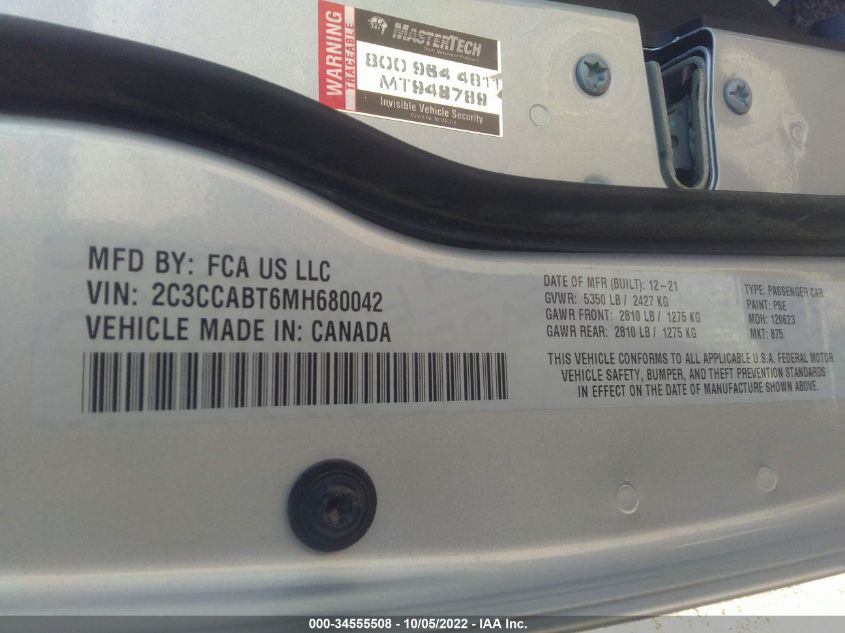 WARNING
TRACEABLE
MASTERTECH
800 964 4811
MT948789
Invisible Vehicle Security
MFD BY: FCA US LLC
VIN: 2C3CCABT6MH680042
VEHICLE MADE IN: CANADA
DATE OF MFR (BUILT): 12-21
GVWR: 5350 LB / 2427 KG
GAWR FRONT: 2810 LB / 1275 KG
GAWR REAR: 2810 LB / 1275 KG
TYPE: PASSENGER CAR
PAINT: PSE
MDH: 120623
MKT: 875
THIS VEHICLE CONFORMS TO ALL APPLICABLE U.S.A. FEDERAL MOTOR
VEHICLE SAFETY, BUMPER, AND THEFT PREVENTION STANDARDS
IN EFFECT ON THE DATE OF MANUFACTURE SHOWN ABOVE.
000-34555508 - 10/05/2022 - IAA Inc.